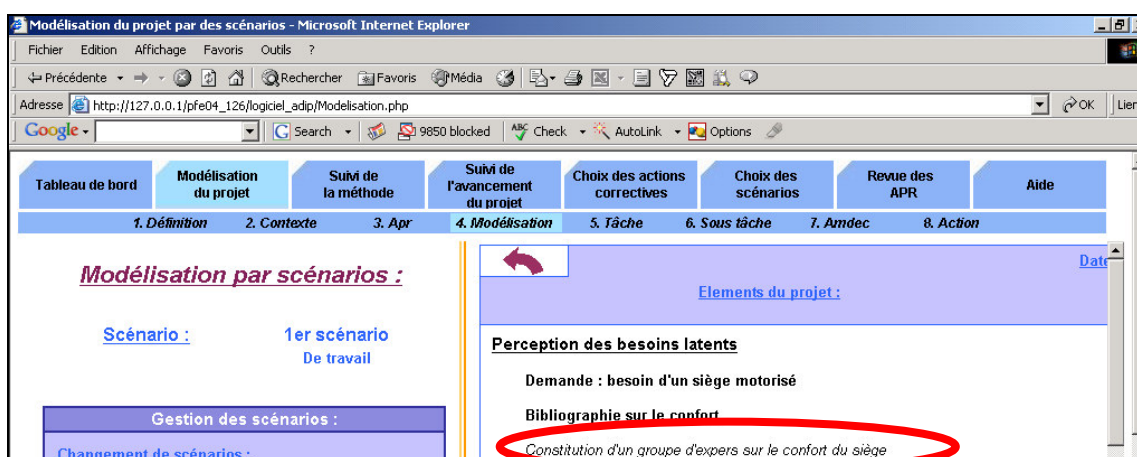 Modélisation du projet par des scénarios - Microsoft Internet Explorer
Fichier Edition Affichage Favoris Outils ?
Précédente Rechercher Favoris Média
Adresse http://127.0.0.1/pfe04_126/logiciel_adip/Modelisation.php OK Lier
Google Search 9850 blocked ABC Check AutoLink Options
Tableau de bord Modélisation du projet Suivi de la méthode Suivi de l'avancement du projet Choix des actions correctives Choix des scénarios Revue des APR Aide
1. Définition 2. Contexte 3. Apr 4. Modélisation 5. Tâche 6. Sous tâche 7. Amdec 8. Action
Modélisation par scénarios :
Scénario : 1er scénario
De travail
Gestion des scénarios :
Changement de scénarios :
Date
Elements du projet :
Perception des besoins latents
Demande : besoin d'un siège motorisé
Bibliographie sur le confort
Constitution d'un groupe d'expers sur le confort du siège